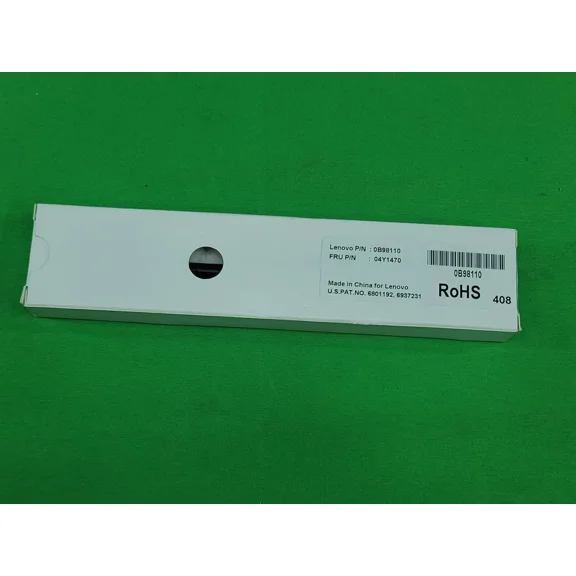 Lenovo P/N : 0B98110
FRU P/N : 04Y1470
Made in China for Lenovo
U.S.PAT.NO. 6801192, 6937231
0B98110
RoHS
408